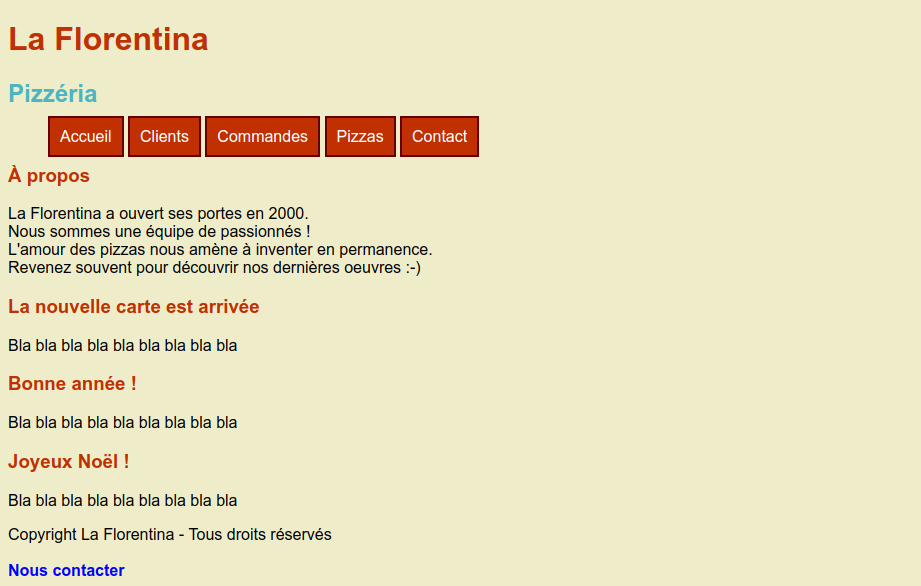 La Florentina
Pizzéria
Accueil Clients Commandes Pizzas Contact
À propos
La Florentina a ouvert ses portes en 2000.
Nous sommes une équipe de passionnés !
L'amour des pizzas nous amène à inventer en permanence.
Revenez souvent pour découvrir nos dernières oeuvres :-)
La nouvelle carte est arrivée
Bla bla bla bla bla bla bla bla bla
Bonne année !
Bla bla bla bla bla bla bla bla bla
Joyeux Noël !
Bla bla bla bla bla bla bla bla bla
Copyright La Florentina - Tous droits réservés
Nous contacter